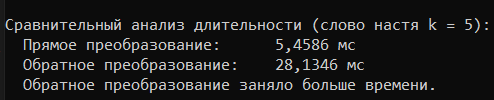 Сравнительный анализ длительности (слово настя k = 5):
Прямое преобразование: 5,4586 мс
Обратное преобразование: 28,1346 мс
Обратное преобразование заняло больше времени.